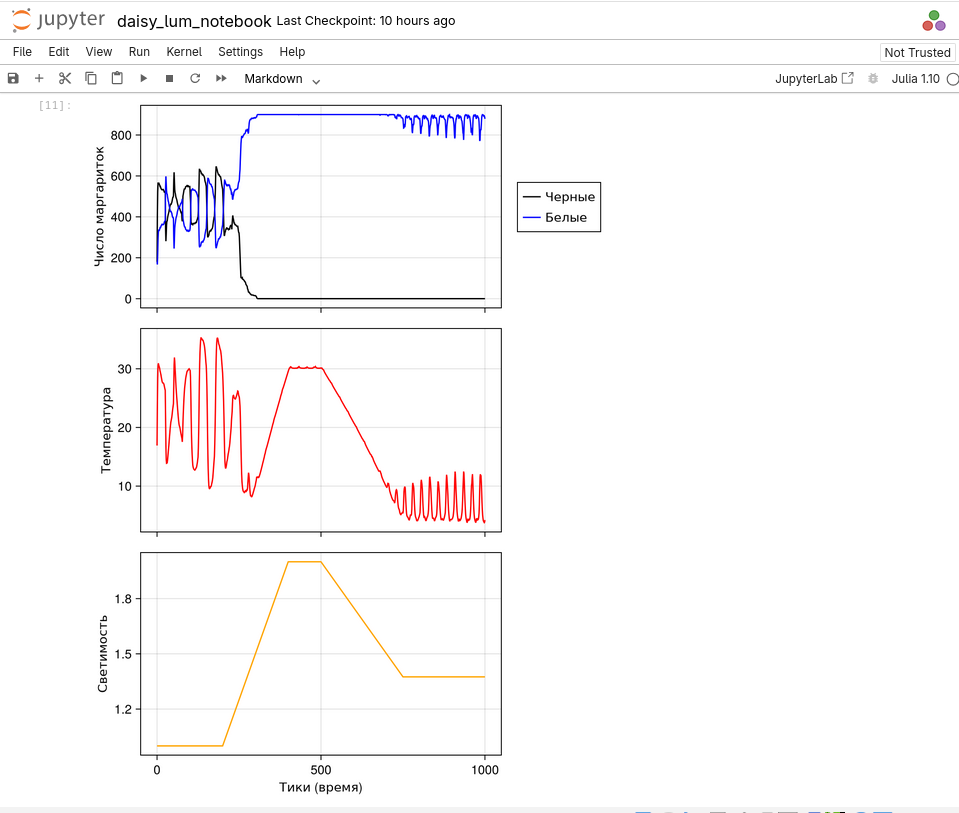 jupyter daisy_lum_notebook Last Checkpoint: 10 hours ago
File Edit View Run Kernel Settings Help Not Trusted
Markdown JupyterLab Julia 1.10
[11]:
Число маргариток
800
600
400
200
0
Черные
Белые
Температура
30
20
10
Светимость
1.8
1.5
1.2
0 500 1000
Тики (время)